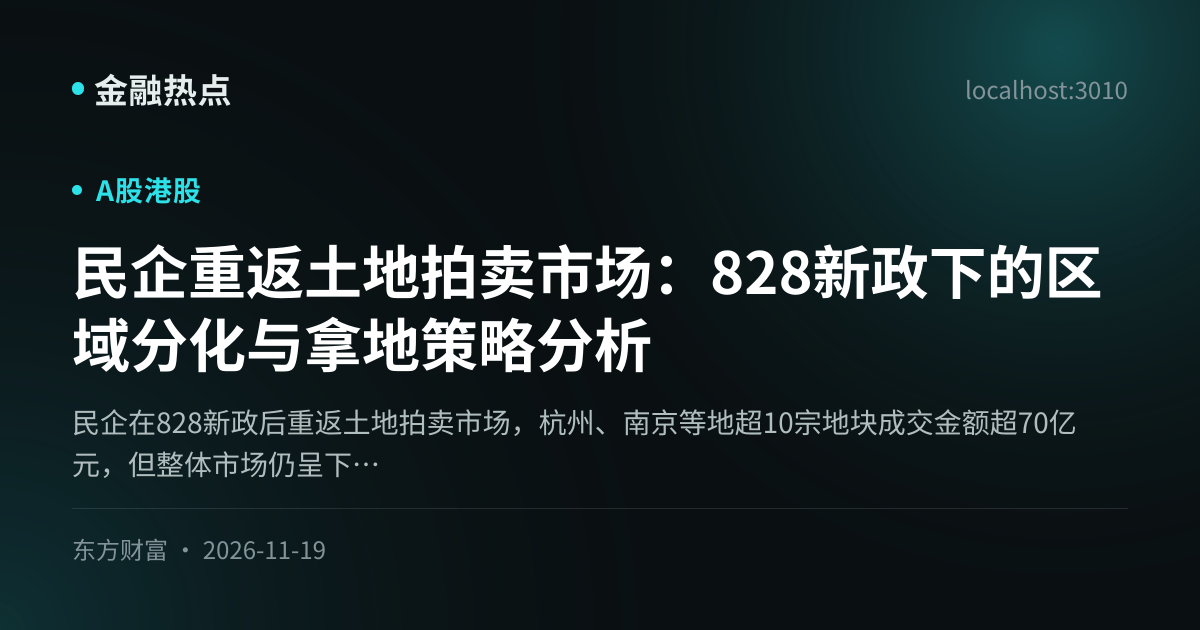 金融热点
localhost:3010
A股港股
民企重返土地拍卖市场：828新政下的区
域分化与拿地策略分析
民企在828新政后重返土地拍卖市场，杭州、南京等地超10宗地块成交金额超70亿
元，但整体市场仍呈下…
东方财富 · 2026-11-19